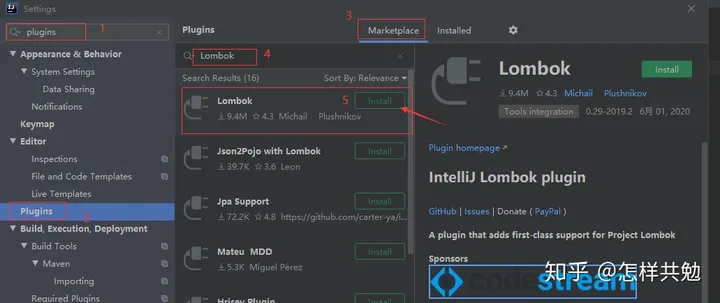 Settings
plugins
1
Appearance & Behavior
System Settings
Data Sharing
Notifications
Keymap
Editor
Inspections
File and Code Templates
Live Templates
Plugins
2
Build, Execution, Deployment
Build Tools
Maven
Importing
Required Plugins
Plugins
3
Marketplace
Installed
Lombok
4
Search Results (16)
Sort By: Relevance
Lombok
5
Install
9.4M 4.3 Michail Plushnikov
Json2Pojo with Lombok
Install
39.7K 3.6 Leon
Jpa Support
Install
72.2K 4.8 https://github.com/carter-ya/i...
Mateu MDD
Install
5.3K Miguel Pérez
Hrisey Plugin
Lombok
Install
9.4M 4.3 Michail Plushnikov
Tools integration
0.29-2019.2
6月 01, 2020
Plugin homepage
IntelliJ Lombok plugin
GitHub | Issues | Donate ( PayPal )
A plugin that adds first-class support for Project Lombok
Sponsors
codestream
知乎 @怎样共勉